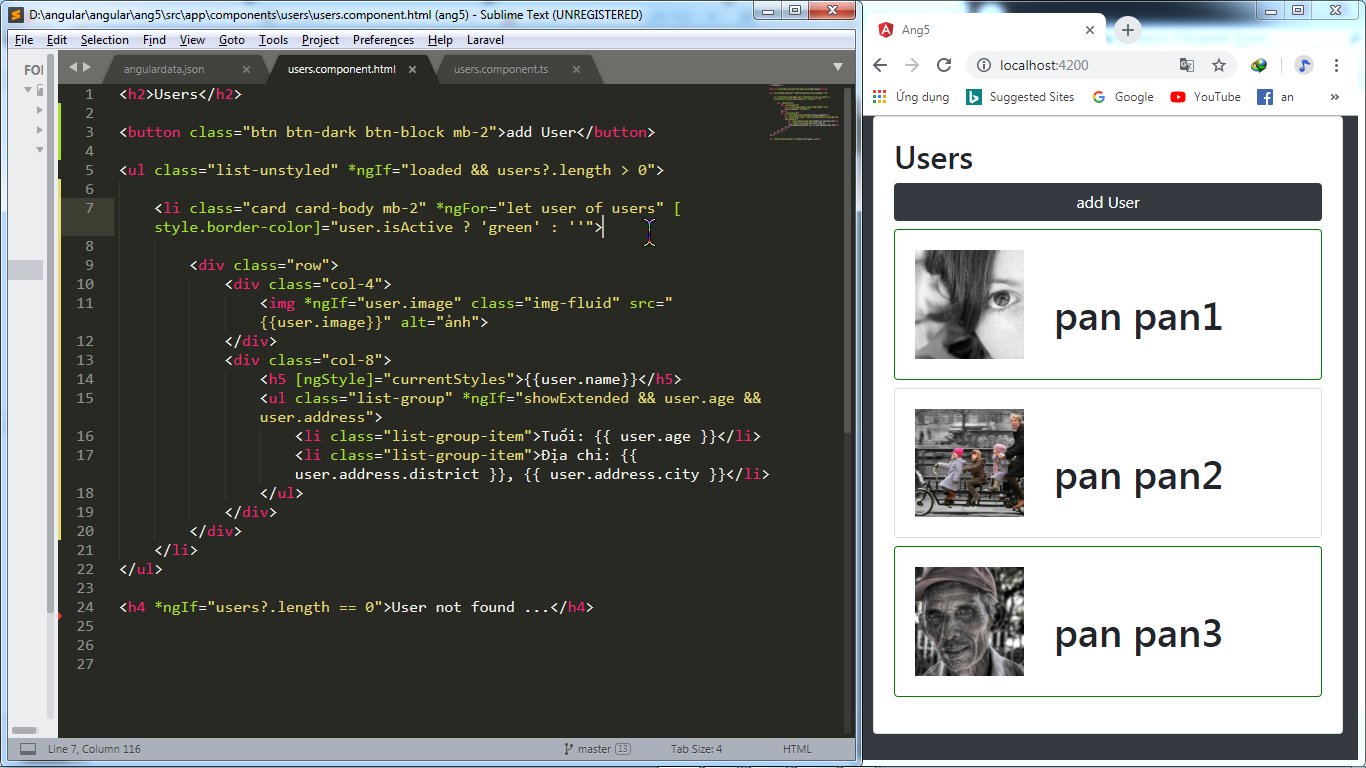 D:\angular\angular\ang5\src\app\components\users\users.component.html (ang5) - Sublime Text (UNREGISTERED)
File Edit Selection Find View Goto Tools Project Preferences Help Laravel
angulardata.json × users.component.html × users.component.ts ×
1 <h2>Users</h2>
2
3 <button class="btn btn-dark btn-block mb-2">add User</button>
4
5 <ul class="list-unstyled" *ngIf="loaded && users?.length > 0">
6
7 <li class="card card-body mb-2" *ngFor="let user of users" [
style.border-color]="user.isActive ? 'green' : ''">
8
9 <div class="row">
10 <div class="col-4">
11 <img *ngIf="user.image" class="img-fluid" src="
{{user.image}}" alt="ảnh">
12 </div>
13 <div class="col-8">
14 <h5 [ngStyle]="currentStyles">{{user.name}}</h5>
15 <ul class="list-group" *ngIf="showExtended && user.age &&
user.address">
16 <li class="list-group-item">Tuổi: {{ user.age }}</li>
17 <li class="list-group-item">Địa chỉ: {{
user.address.district }}, {{ user.address.city }}</li>
18 </ul>
19 </div>
20 </div>
21 </li>
22 </ul>
23
24 <h4 *ngIf="users?.length == 0">User not found ...</h4>
25
26
27
Line 7, Column 116 master 13 Tab Size: 4 HTML
Ang5
localhost:4200
Ứng dụng Suggested Sites Google YouTube an »
Users
add User
pan pan1
pan pan2
pan pan3